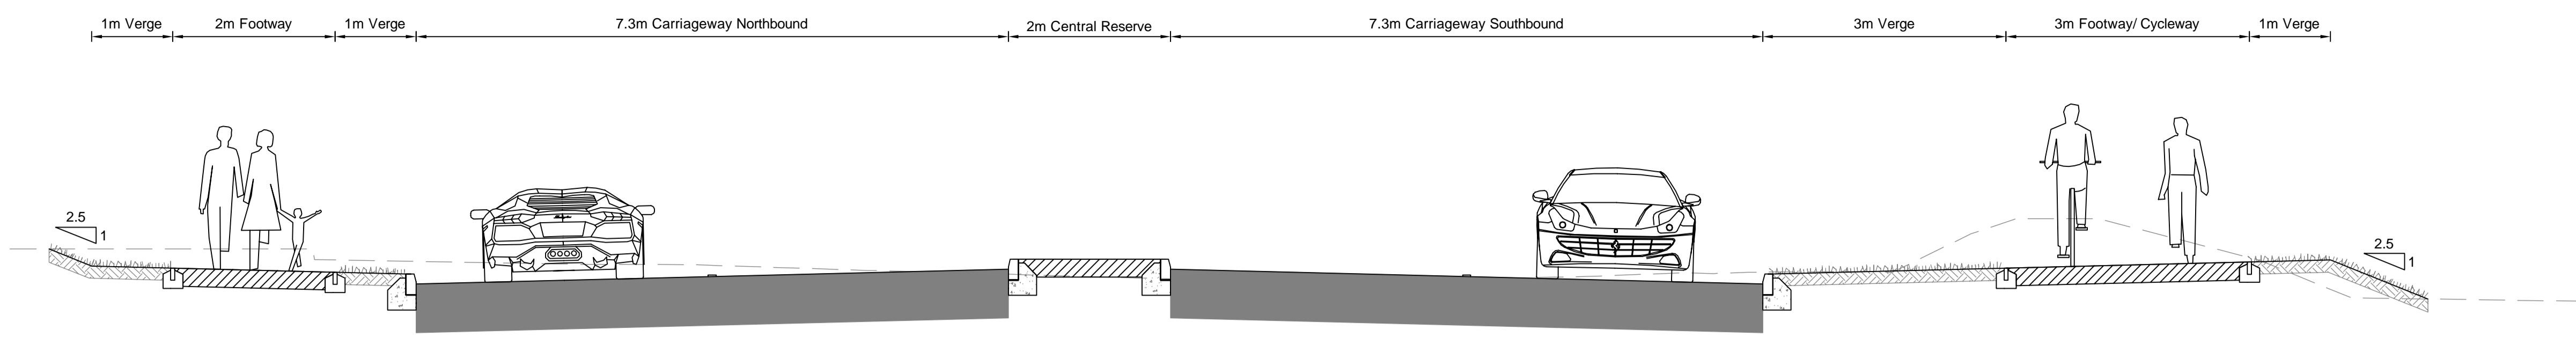 1m Verge
2m Footway
1m Verge
7.3m Carriageway Northbound
2m Central Reserve
7.3m Carriageway Southbound
3m Verge
3m Footway/ Cycleway
1m Verge
2.5
1
2.5
1